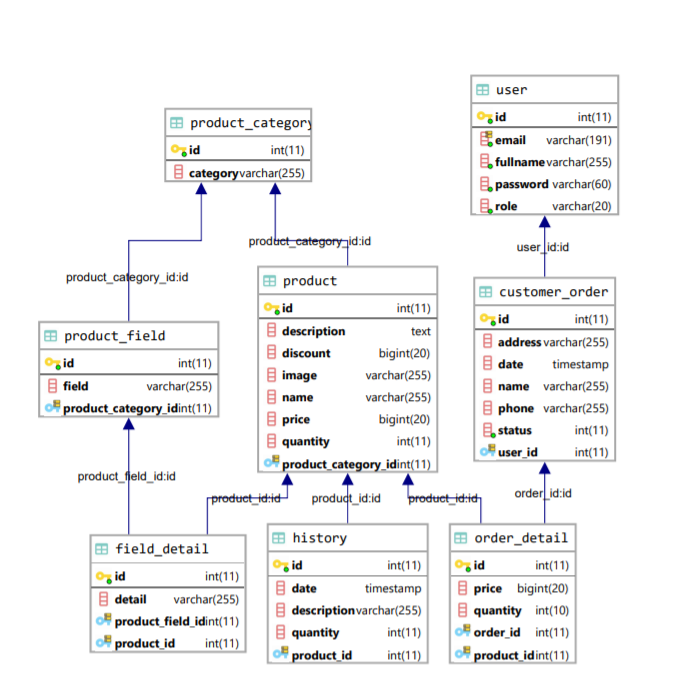 user
id int(11)
email varchar(191)
fullname varchar(255)
password varchar(60)
role varchar(20)
product_category
id int(11)
category varchar(255)
user_id:id
product_category_id:id
product_category_id:id
product
id int(11)
description text
discount bigint(20)
image varchar(255)
name varchar(255)
price bigint(20)
quantity int(11)
product_category_id int(11)
customer_order
id int(11)
address varchar(255)
date timestamp
name varchar(255)
phone varchar(255)
status int(11)
user_id int(11)
product_field
id int(11)
field varchar(255)
product_category_id int(11)
product_field_id:id
product_id:id
product_id:id
product_id:id
order_id:id
field_detail
id int(11)
detail varchar(255)
product_field_id int(11)
product_id int(11)
history
id int(11)
date timestamp
description varchar(255)
quantity int(11)
product_id int(11)
order_detail
id int(11)
price bigint(20)
quantity int(10)
order_id int(11)
product_id int(11)